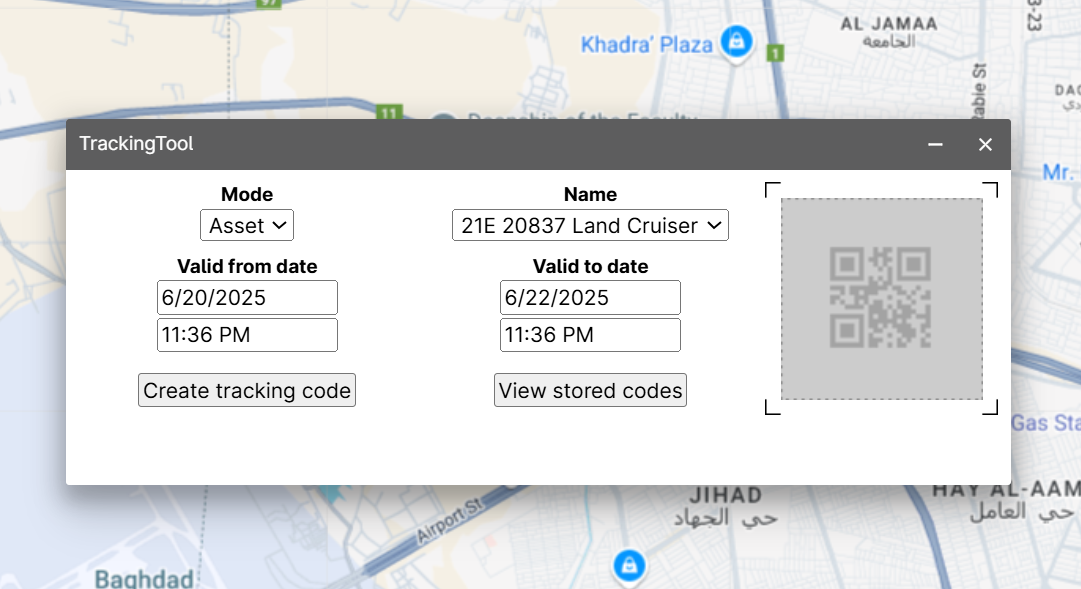 97
AL JAMAA
الجامعة
Khadra' Plaza
1
11
TrackingTool
Mr.
Mode
Name
Asset
21E 20837 Land Cruiser
Valid from date
Valid to date
6/20/2025
6/22/2025
11:36 PM
11:36 PM
Create tracking code
View stored codes
Gas Sta
JIHAD
حي الجهاد
HAY AL-AAM
حي العامل
Airport St
Baghdad